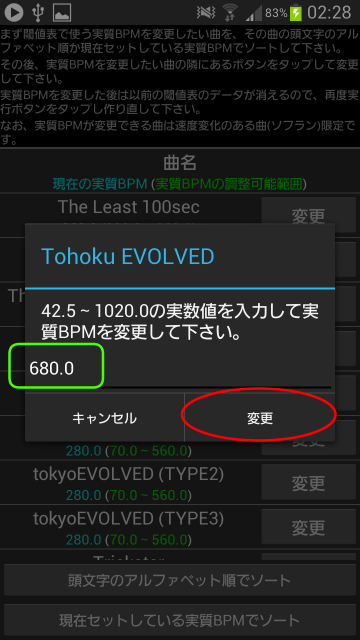 83% 02:28
まず閾値表で使う実質BPMを変更したい曲を、その曲の頭文字のアル
ファベット順か現在セットしている実質BPMでソートして下さい。
その後、実質BPMを変更したい曲の隣にあるボタンをタップして変更
して下さい。
実質BPMを変更した後は以前の閾値表のデータが消えるので、再度実
行ボタンをタップし作り直して下さい。
なお、実質BPMが変更できる曲は速度変化のある曲(ソフラン)限定で
す。
曲名
現在の実質BPM (実質BPMの調整可能範囲)
The Least 100sec
変更
Tohoku EVOLVED
42.5 ~ 1020.0の実数値を入力して実
質BPMを変更して下さい。
680.0
キャンセル 変更
280.0 (70.0 ~ 560.0)
変更
tokyoEVOLVED (TYPE2)
280.0 (70.0 ~ 560.0)
変更
tokyoEVOLVED (TYPE3)
280.0 (70.0 ~ 560.0)
変更
頭文字のアルファベット順でソート
現在セットしている実質BPMでソート